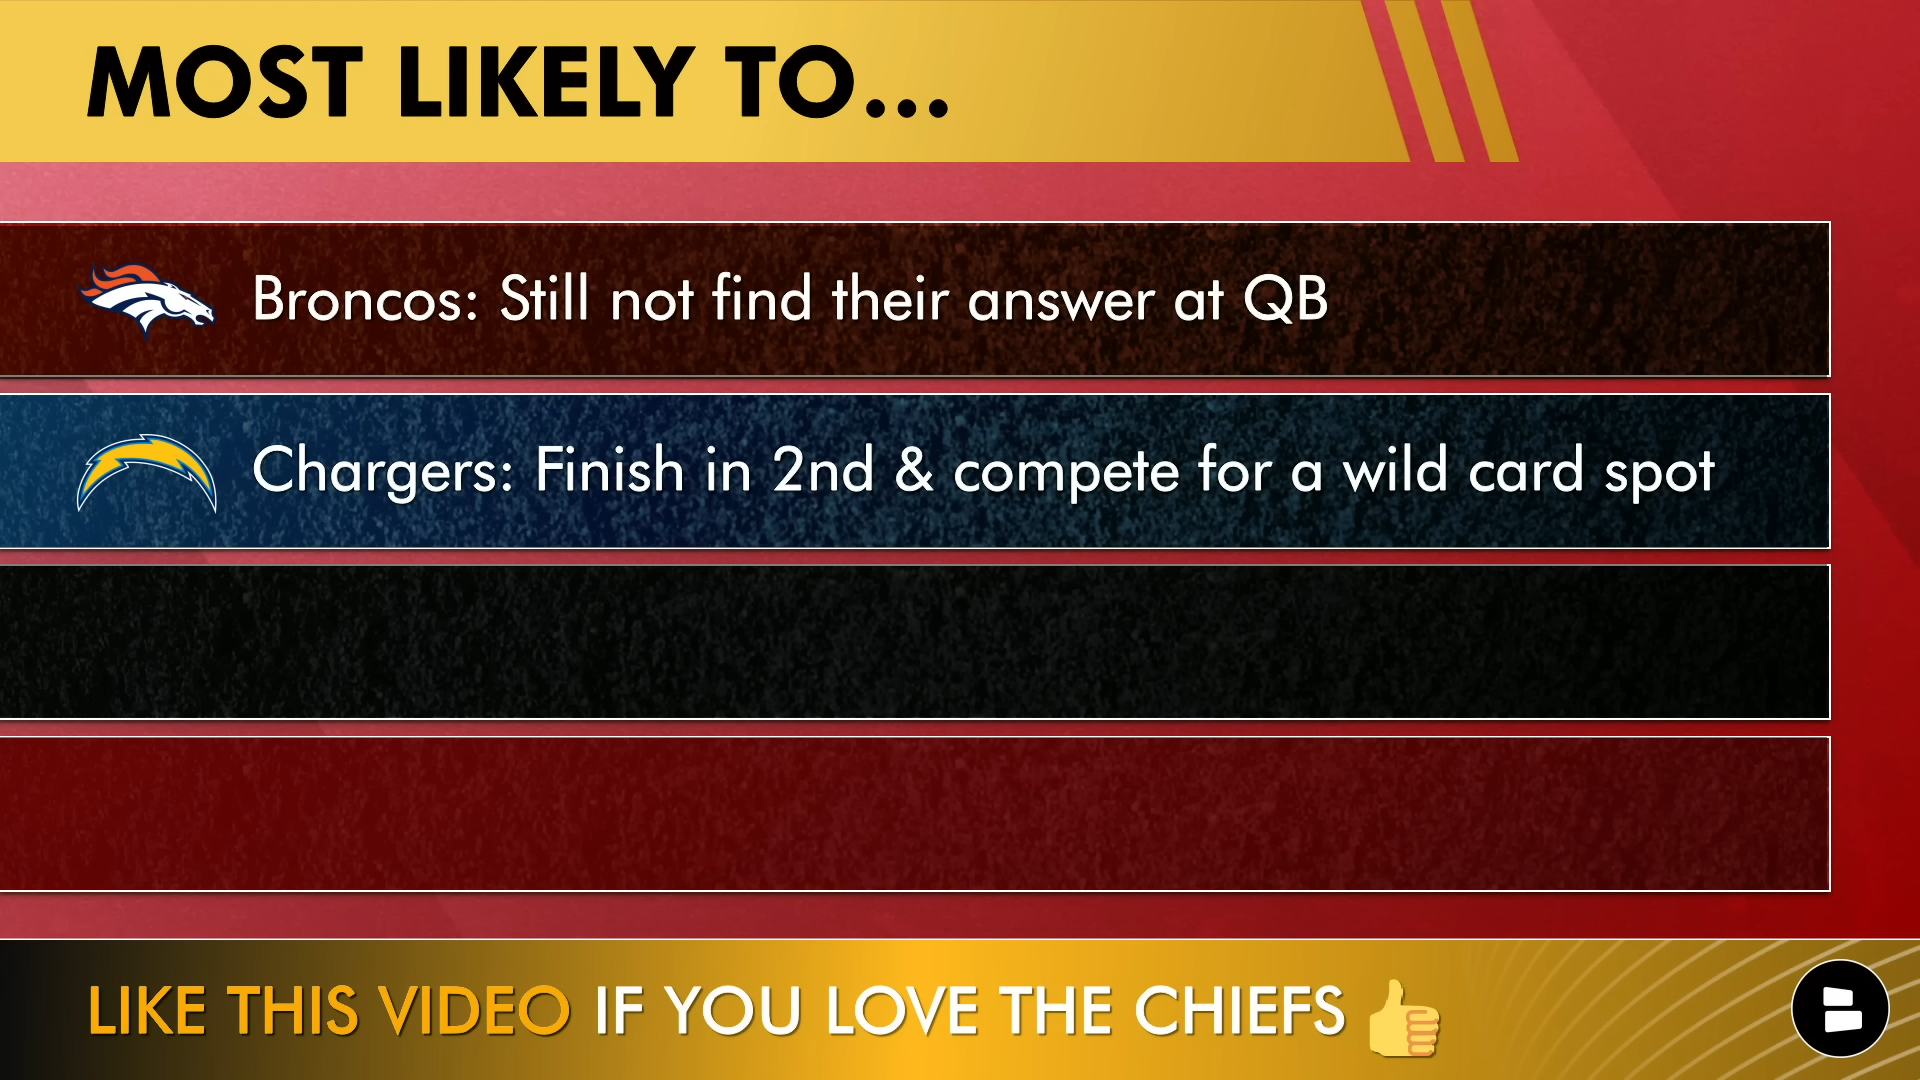 MOST LIKELY TO...
Broncos: Still not find their answer at QB
Chargers: Finish in 2nd & compete for a wild card spot
LIKE THIS VIDEO IF YOU LOVE THE CHIEFS 👍